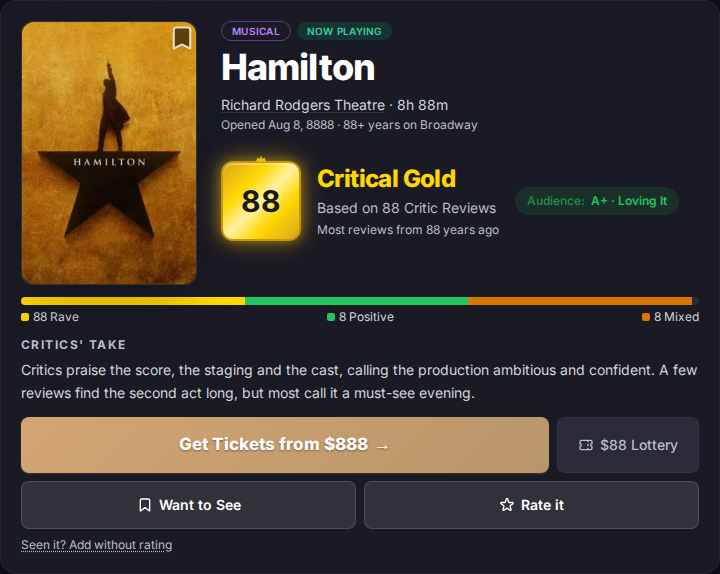 MUSICAL
NOW PLAYING
Hamilton
Richard Rodgers Theatre · 8h 88m
Opened Aug 8, 8888 · 88+ years on Broadway
HAMILTON
88
Critical Gold
Based on 88 Critic Reviews
Most reviews from 88 years ago
Audience: A+ · Loving It
88 Rave
8 Positive
8 Mixed
CRITICS' TAKE
Critics praise the score, the staging and the cast, calling the production ambitious and confident. A few
reviews find the second act long, but most call it a must-see evening.
Get Tickets from $888 →
$88 Lottery
Want to See
Rate it
Seen it? Add without rating